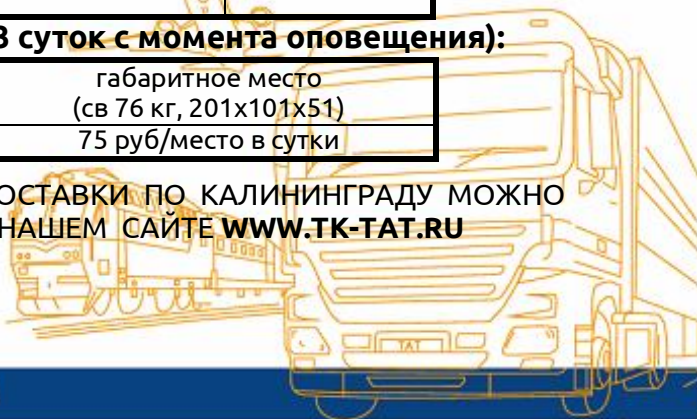 3 суток с момента оповещения):
габаритное место
(св 76 кг, 201х101х51)
75 руб/место в сутки
ОСТАВКИ ПО КАЛИНИНГРАДУ МОЖНО
НАШЕМ САЙТЕ WWW.TK-TAT.RU
TAT